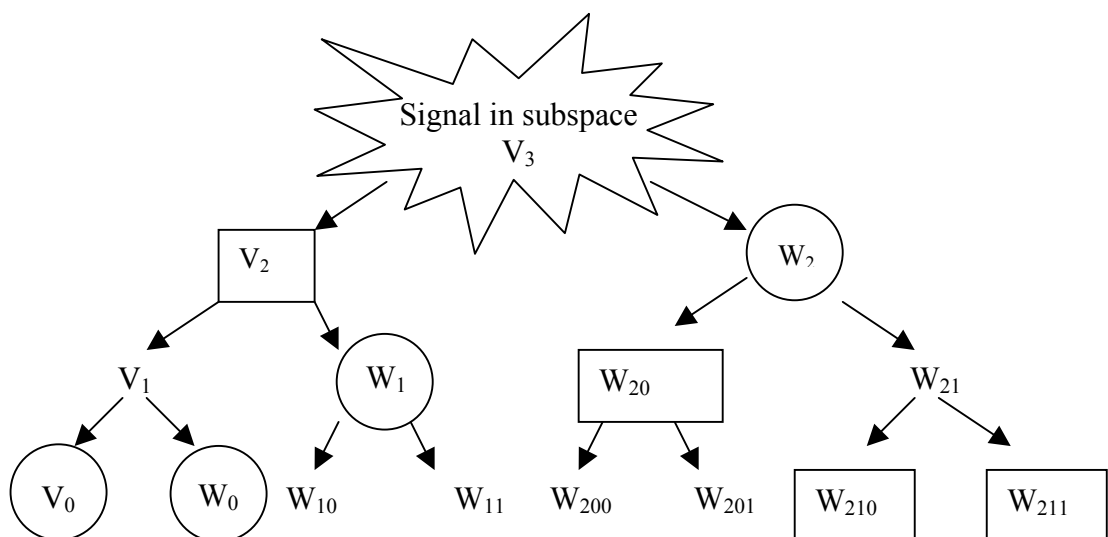 Signal in subspace
V₃
V₂
W₂
V₁
W₁
W₂₀
W₂₁
V₀
W₀
W₁₀
W₁₁
W₂₀₀
W₂₀₁
W₂₁₀
W₂₁₁